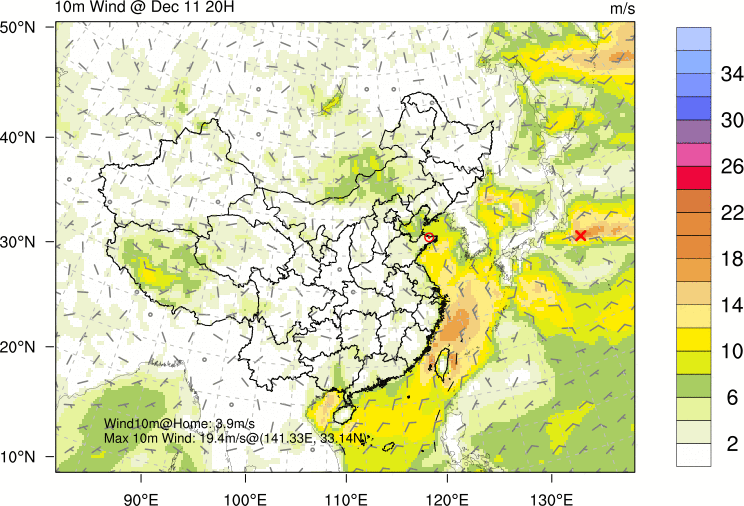 10m Wind @ Dec 11 20H
m/s
50°N
40°N
30°N
20°N
10°N
Wind10m@Home: 3.9m/s
Max 10m Wind: 19.4m/s@(141.33E, 33.14N)
90°E
100°E
110°E
120°E
130°E
34
30
26
22
18
14
10
6
2